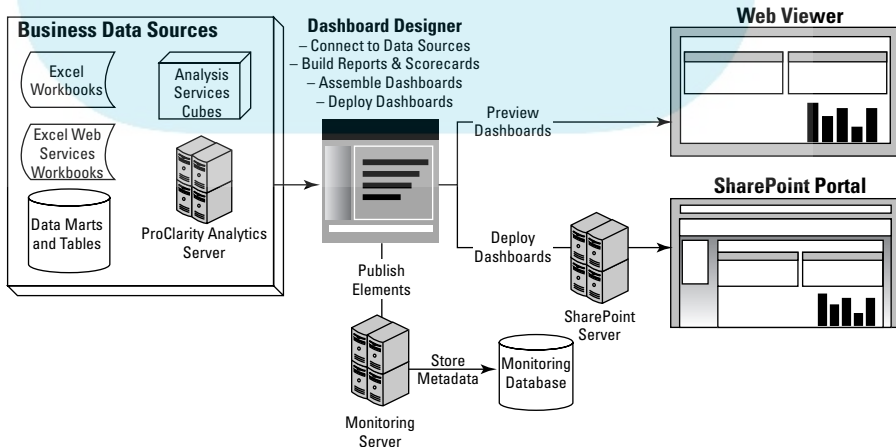 Business Data Sources
Excel
Workbooks
Analysis
Services
Cubes
Excel Web
Services
Workbooks
Data Marts
and Tables
ProClarity Analytics
Server
Dashboard Designer
– Connect to Data Sources
– Build Reports & Scorecards
– Assemble Dashboards
– Deploy Dashboards
Preview
Dashboards
Web Viewer
SharePoint Portal
Deploy
Dashboards
SharePoint
Server
Publish
Elements
Monitoring
Server
Store
Metadata
Monitoring
Database